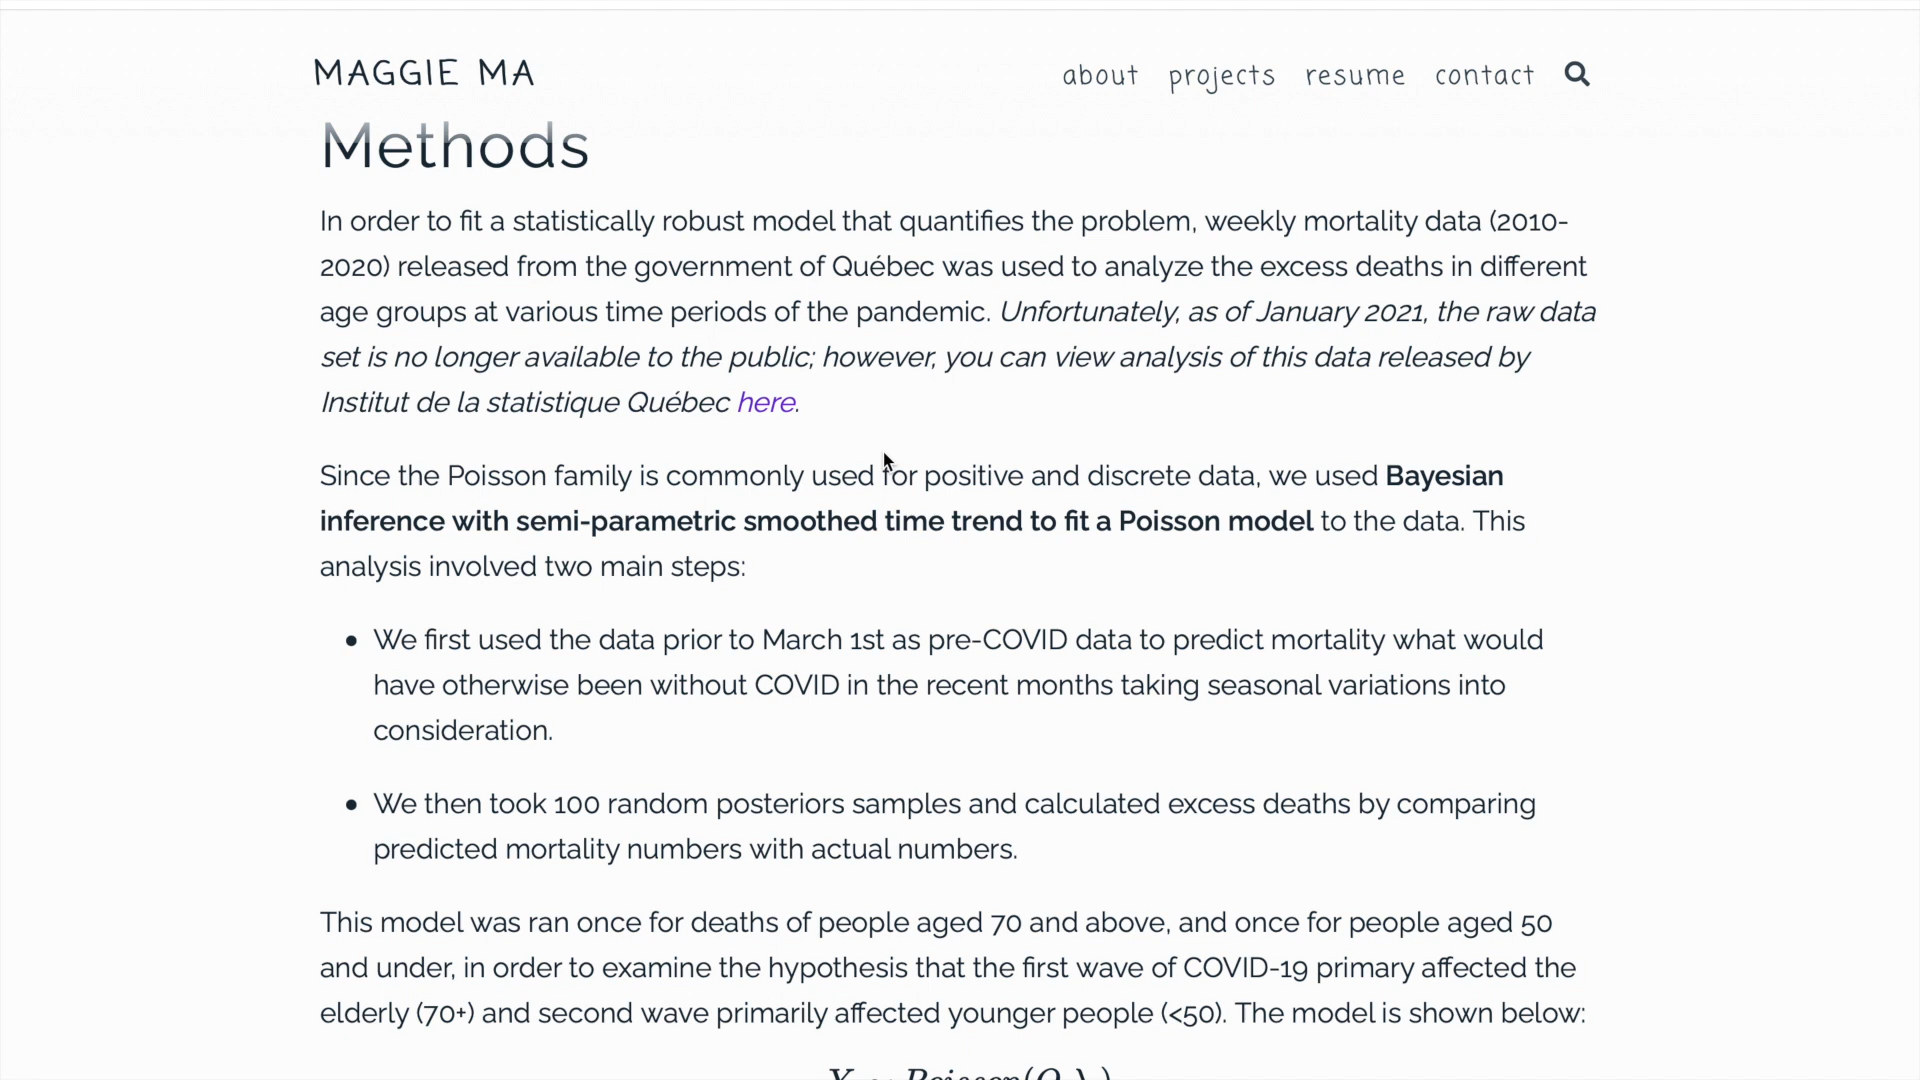 MAGGIE MA
about projects resume contact
Methods
In order to fit a statistically robust model that quantifies the problem, weekly mortality data (2010-
2020) released from the government of Québec was used to analyze the excess deaths in different
age groups at various time periods of the pandemic. Unfortunately, as of January 2021, the raw data
set is no longer available to the public; however, you can view analysis of this data released by
Institut de la statistique Québec here.
Since the Poisson family is commonly used for positive and discrete data, we used Bayesian
inference with semi-parametric smoothed time trend to fit a Poisson model to the data. This
analysis involved two main steps:
• We first used the data prior to March 1st as pre-COVID data to predict mortality what would
have otherwise been without COVID in the recent months taking seasonal variations into
consideration.
• We then took 100 random posteriors samples and calculated excess deaths by comparing
predicted mortality numbers with actual numbers.
This model was ran once for deaths of people aged 70 and above, and once for people aged 50
and under, in order to examine the hypothesis that the first wave of COVID-19 primary affected the
elderly (70+) and second wave primarily affected younger people (<50). The model is shown below: